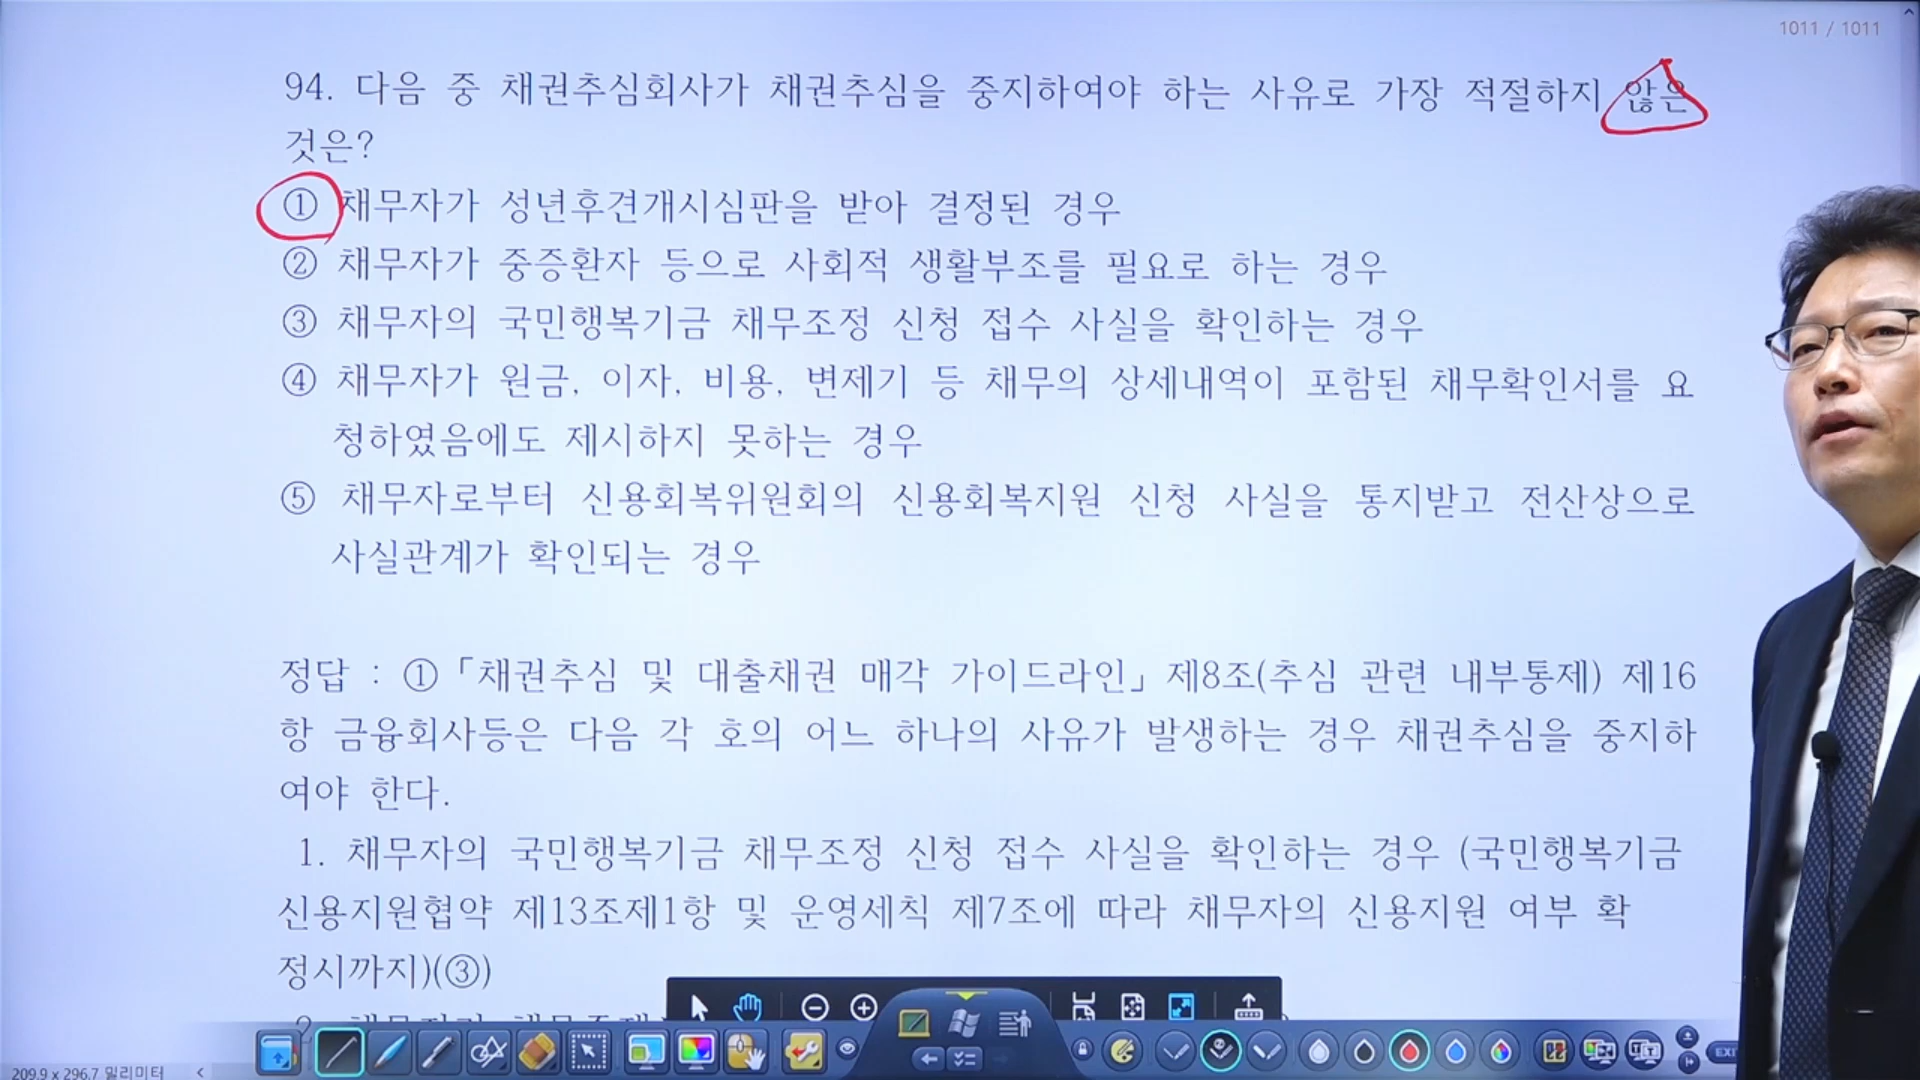 1011 / 1011
94. 다음 중 채권추심회사가 채권추심을 중지하여야 하는 사유로 가장 적절하지 않은
것은?
① 채무자가 성년후견개시심판을 받아 결정된 경우
② 채무자가 중증환자 등으로 사회적 생활부조를 필요로 하는 경우
③ 채무자의 국민행복기금 채무조정 신청 접수 사실을 확인하는 경우
④ 채무자가 원금, 이자, 비용, 변제기 등 채무의 상세내역이 포함된 채무확인서를 요
청하였음에도 제시하지 못하는 경우
⑤ 채무자로부터 신용회복위원회의 신용회복지원 신청 사실을 통지받고 전산상으로
사실관계가 확인되는 경우
정답 : ①「채권추심 및 대출채권 매각 가이드라인」제8조(추심 관련 내부통제) 제16
항 금융회사등은 다음 각 호의 어느 하나의 사유가 발생하는 경우 채권추심을 중지하
여야 한다.
1. 채무자의 국민행복기금 채무조정 신청 접수 사실을 확인하는 경우 (국민행복기금
신용지원협약 제13조제1항 및 운영세칙 제7조에 따라 채무자의 신용지원 여부 확
정시까지)(③)
209.9 x 296.7 밀리미터